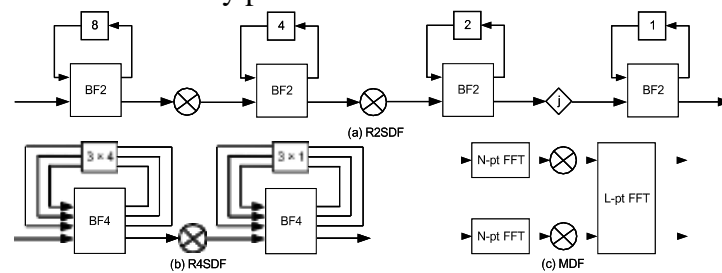 8 4 2 1
BF2 BF2 BF2 j BF2
(a) R2SDF
3 × 4 3 × 1 N-pt FFT
BF4 BF4 L-pt FFT
N-pt FFT
(b) R4SDF (c) MDF